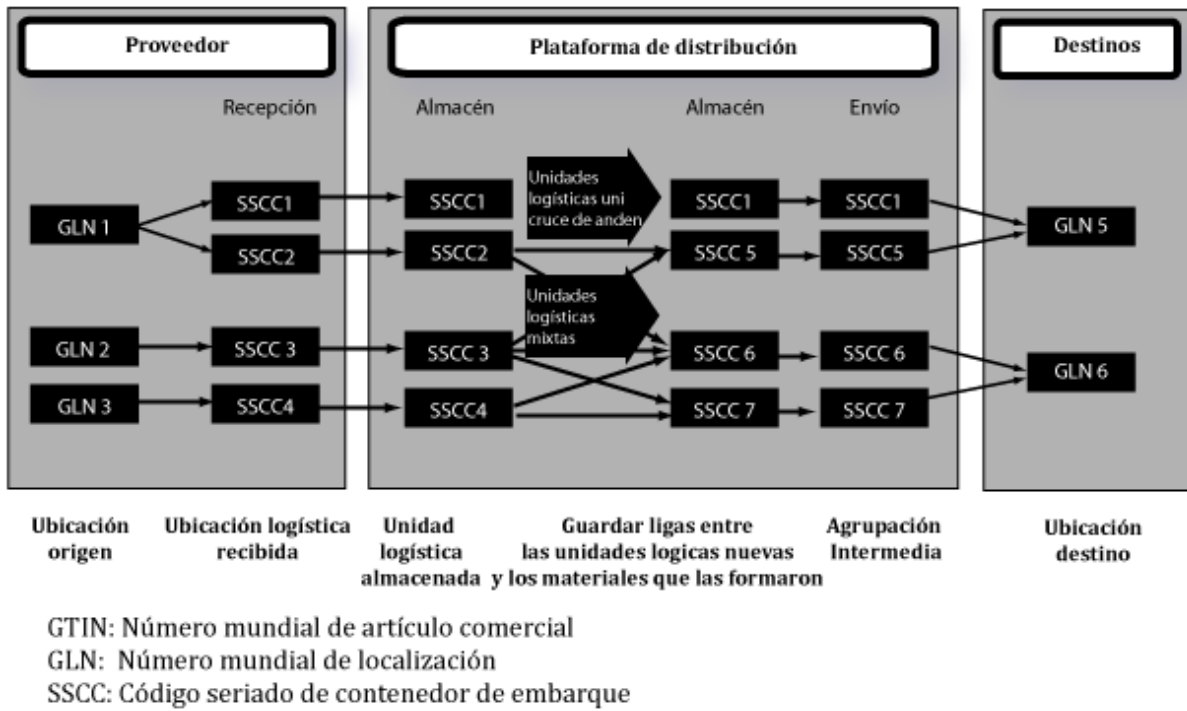 Proveedor
Plataforma de distribución
Destinos
Recepción
Almacén
Almacén
Envío
GLN 1
SSCC1
SSCC2
SSCC1
SSCC2
Unidades
logísticas uni
cruce de anden
SSCC1
SSCC 5
SSCC1
SSCC5
GLN 5
GLN 2
SSCC 3
SSCC 3
Unidades
logísticas
mixtas
SSCC 6
SSCC 6
GLN 6
GLN 3
SSCC4
SSCC4
SSCC 7
SSCC 7
Ubicación
origen
Ubicación logística
recibida
Unidad
logística
almacenada
Guardar ligas entre
las unidades logicas nuevas
y los materiales que las formaron
Agrupación
Intermedia
Ubicación
destino
GTIN: Número mundial de artículo comercial
GLN: Número mundial de localización
SSCC: Código seriado de contenedor de embarque